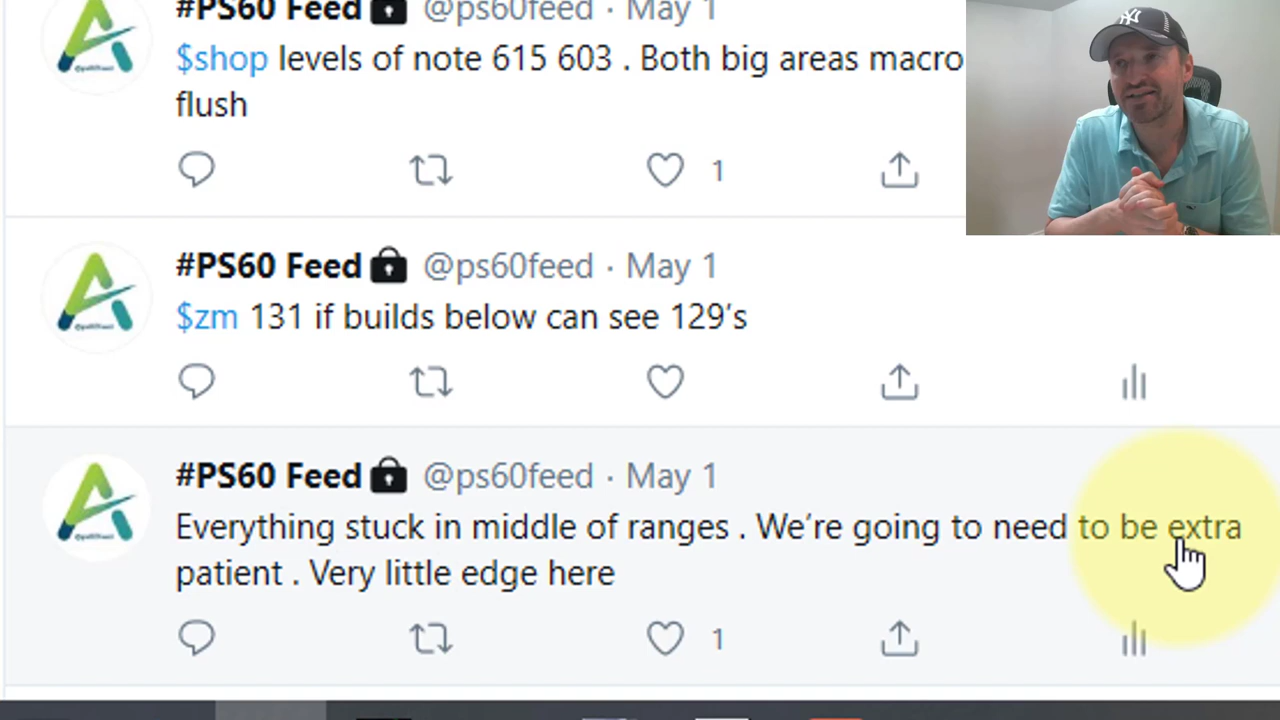 #PS60 Feed @ps60feed · May 1
$shop levels of note 615 603 . Both big areas macro
flush
1
#PS60 Feed @ps60feed · May 1
$zm 131 if builds below can see 129's
#PS60 Feed @ps60feed · May 1
Everything stuck in middle of ranges . We're going to need to be extra
patient . Very little edge here
1